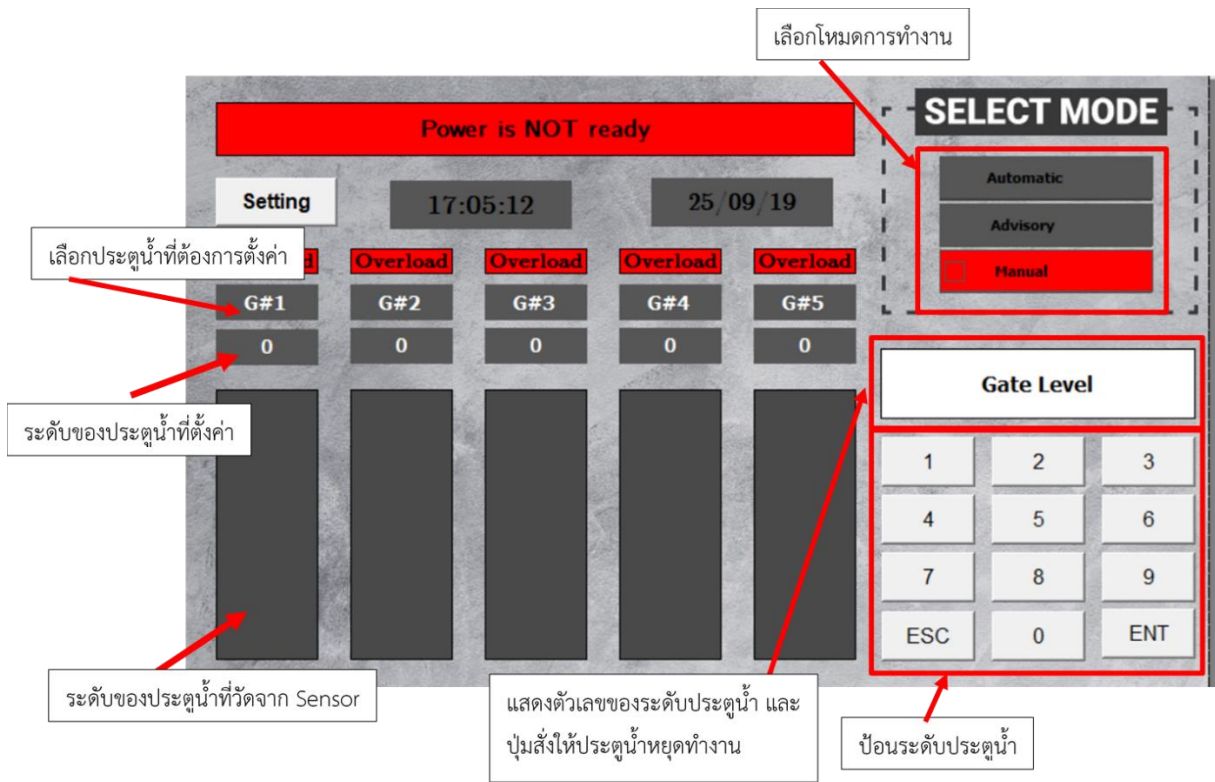 เลือกโหมดการทำงาน
SELECT MODE
Power is NOT ready
Automatic
Setting
17:05:12
25/09/19
Advisory
เลือกประตูน้ำที่ต้องการตั้งค่า
Overload
Overload
Overload
Overload
Manual
G#1
G#2
G#3
G#4
G#5
0
0
0
0
0
Gate Level
ระดับของประตูน้ำที่ตั้งค่า
1
2
3
4
5
6
7
8
9
ESC
0
ENT
ระดับของประตูน้ำที่วัดจาก Sensor
แสดงตัวเลขของระดับประตูน้ำ และ
ปุ่มสั่งให้ประตูน้ำหยุดทำงาน
ป้อนระดับประตูน้ำ